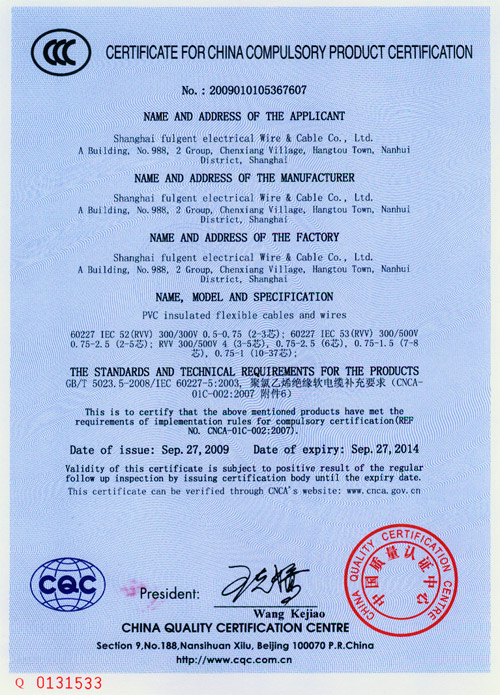 CCC
CERTIFICATE FOR CHINA COMPULSORY PRODUCT CERTIFICATION
No.: 2009010105367607
NAME AND ADDRESS OF THE APPLICANT
Shanghai fulgent electrical Wire & Cable Co., Ltd.
A Building, No.988, 2 Group, Chenxiang Village, Hangtou Town, Nanhui
District, Shanghai
NAME AND ADDRESS OF THE MANUFACTURER
Shanghai fulgent electrical Wire & Cable Co., Ltd.
A Building, No.988, 2 Group, Chenxiang Village, Hangtou Town, Nanhui
District, Shanghai
NAME AND ADDRESS OF THE FACTORY
Shanghai fulgent electrical Wire & Cable Co., Ltd.
A Building, No.988, 2 Group, Chenxiang Village, Hangtou Town, Nanhui
District, Shanghai
NAME, MODEL AND SPECIFICATION
PVC insulated flexible cables and wires
60227 IEC 52(RVV) 300/300V 0.5-0.75 (2-3芯); 60227 IEC 53(RVV) 300/500V
0.75-2.5 (2-5芯); RVV 300/500V 4 (3-5芯), 0.75-2.5 (6芯), 0.75-1.5 (7-8
芯), 0.75-1 (10-37芯);
THE STANDARDS AND TECHNICAL REQUIREMENTS FOR THE PRODUCTS
GB/T 5023.5-2008/IEC 60227-5:2003, 聚氯乙烯绝缘软电缆补充要求 (CNCA-
01C-002:2007 附件6)
This is to certify that the above mentioned products have met the
requirements of implementation rules for compulsory certification(REF
NO. CNCA-01C-002:2007).
Date of issue: Sep.27,2009 Date of expiry: Sep.27,2014
Validity of this certificate is subject to positive result of the regular
follow up inspection by issuing certification body until the expiry date.
This certificate can be verified through CNCA's website: www.cnca.gov.cn
CHINA QUALITY CERTIFICATION CENTRE
中国质量认证中心
CQC
President:
Wang Kejiao
CHINA QUALITY CERTIFICATION CENTRE
Section 9,No.188,Nansihuan Xilu, Beijing 100070 P.R.China
http://www.cqc.com.cn
Q 0131533